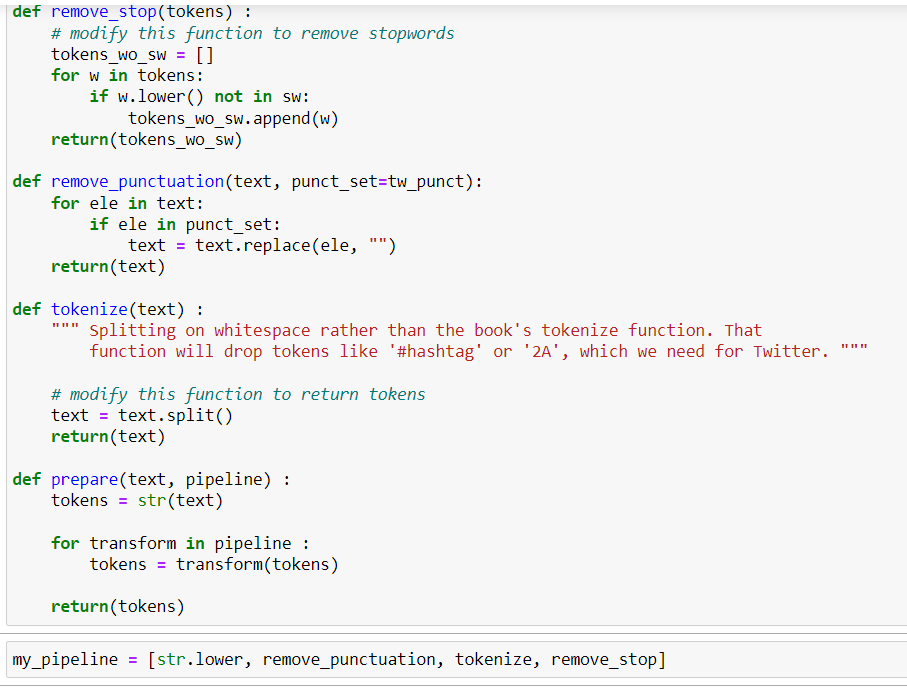 def remove_stop(tokens) :
    # modify this function to remove stopwords
    tokens_wo_sw = []
    for w in tokens:
        if w.lower() not in sw:
            tokens_wo_sw.append(w)
    return(tokens_wo_sw)

def remove_punctuation(text, punct_set=tw_punct):
    for ele in text:
        if ele in punct_set:
            text = text.replace(ele, "")
    return(text)

def tokenize(text) :
    """ Splitting on whitespace rather than the book's tokenize function. That
        function will drop tokens like '#hashtag' or '2A', which we need for Twitter. """

    # modify this function to return tokens
    text = text.split()
    return(text)

def prepare(text, pipeline) :
    tokens = str(text)

    for transform in pipeline :
        tokens = transform(tokens)

    return(tokens)

my_pipeline = [str.lower, remove_punctuation, tokenize, remove_stop]